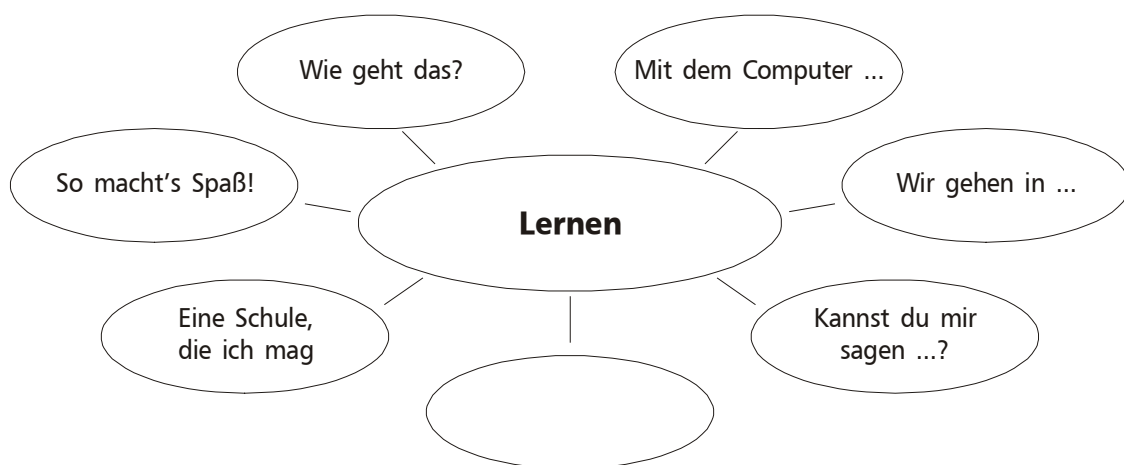 Wie geht das?
Mit dem Computer ...
So macht's Spaß!
Wir gehen in ...
Lernen
Eine Schule,
die ich mag
Kannst du mir
sagen ...?